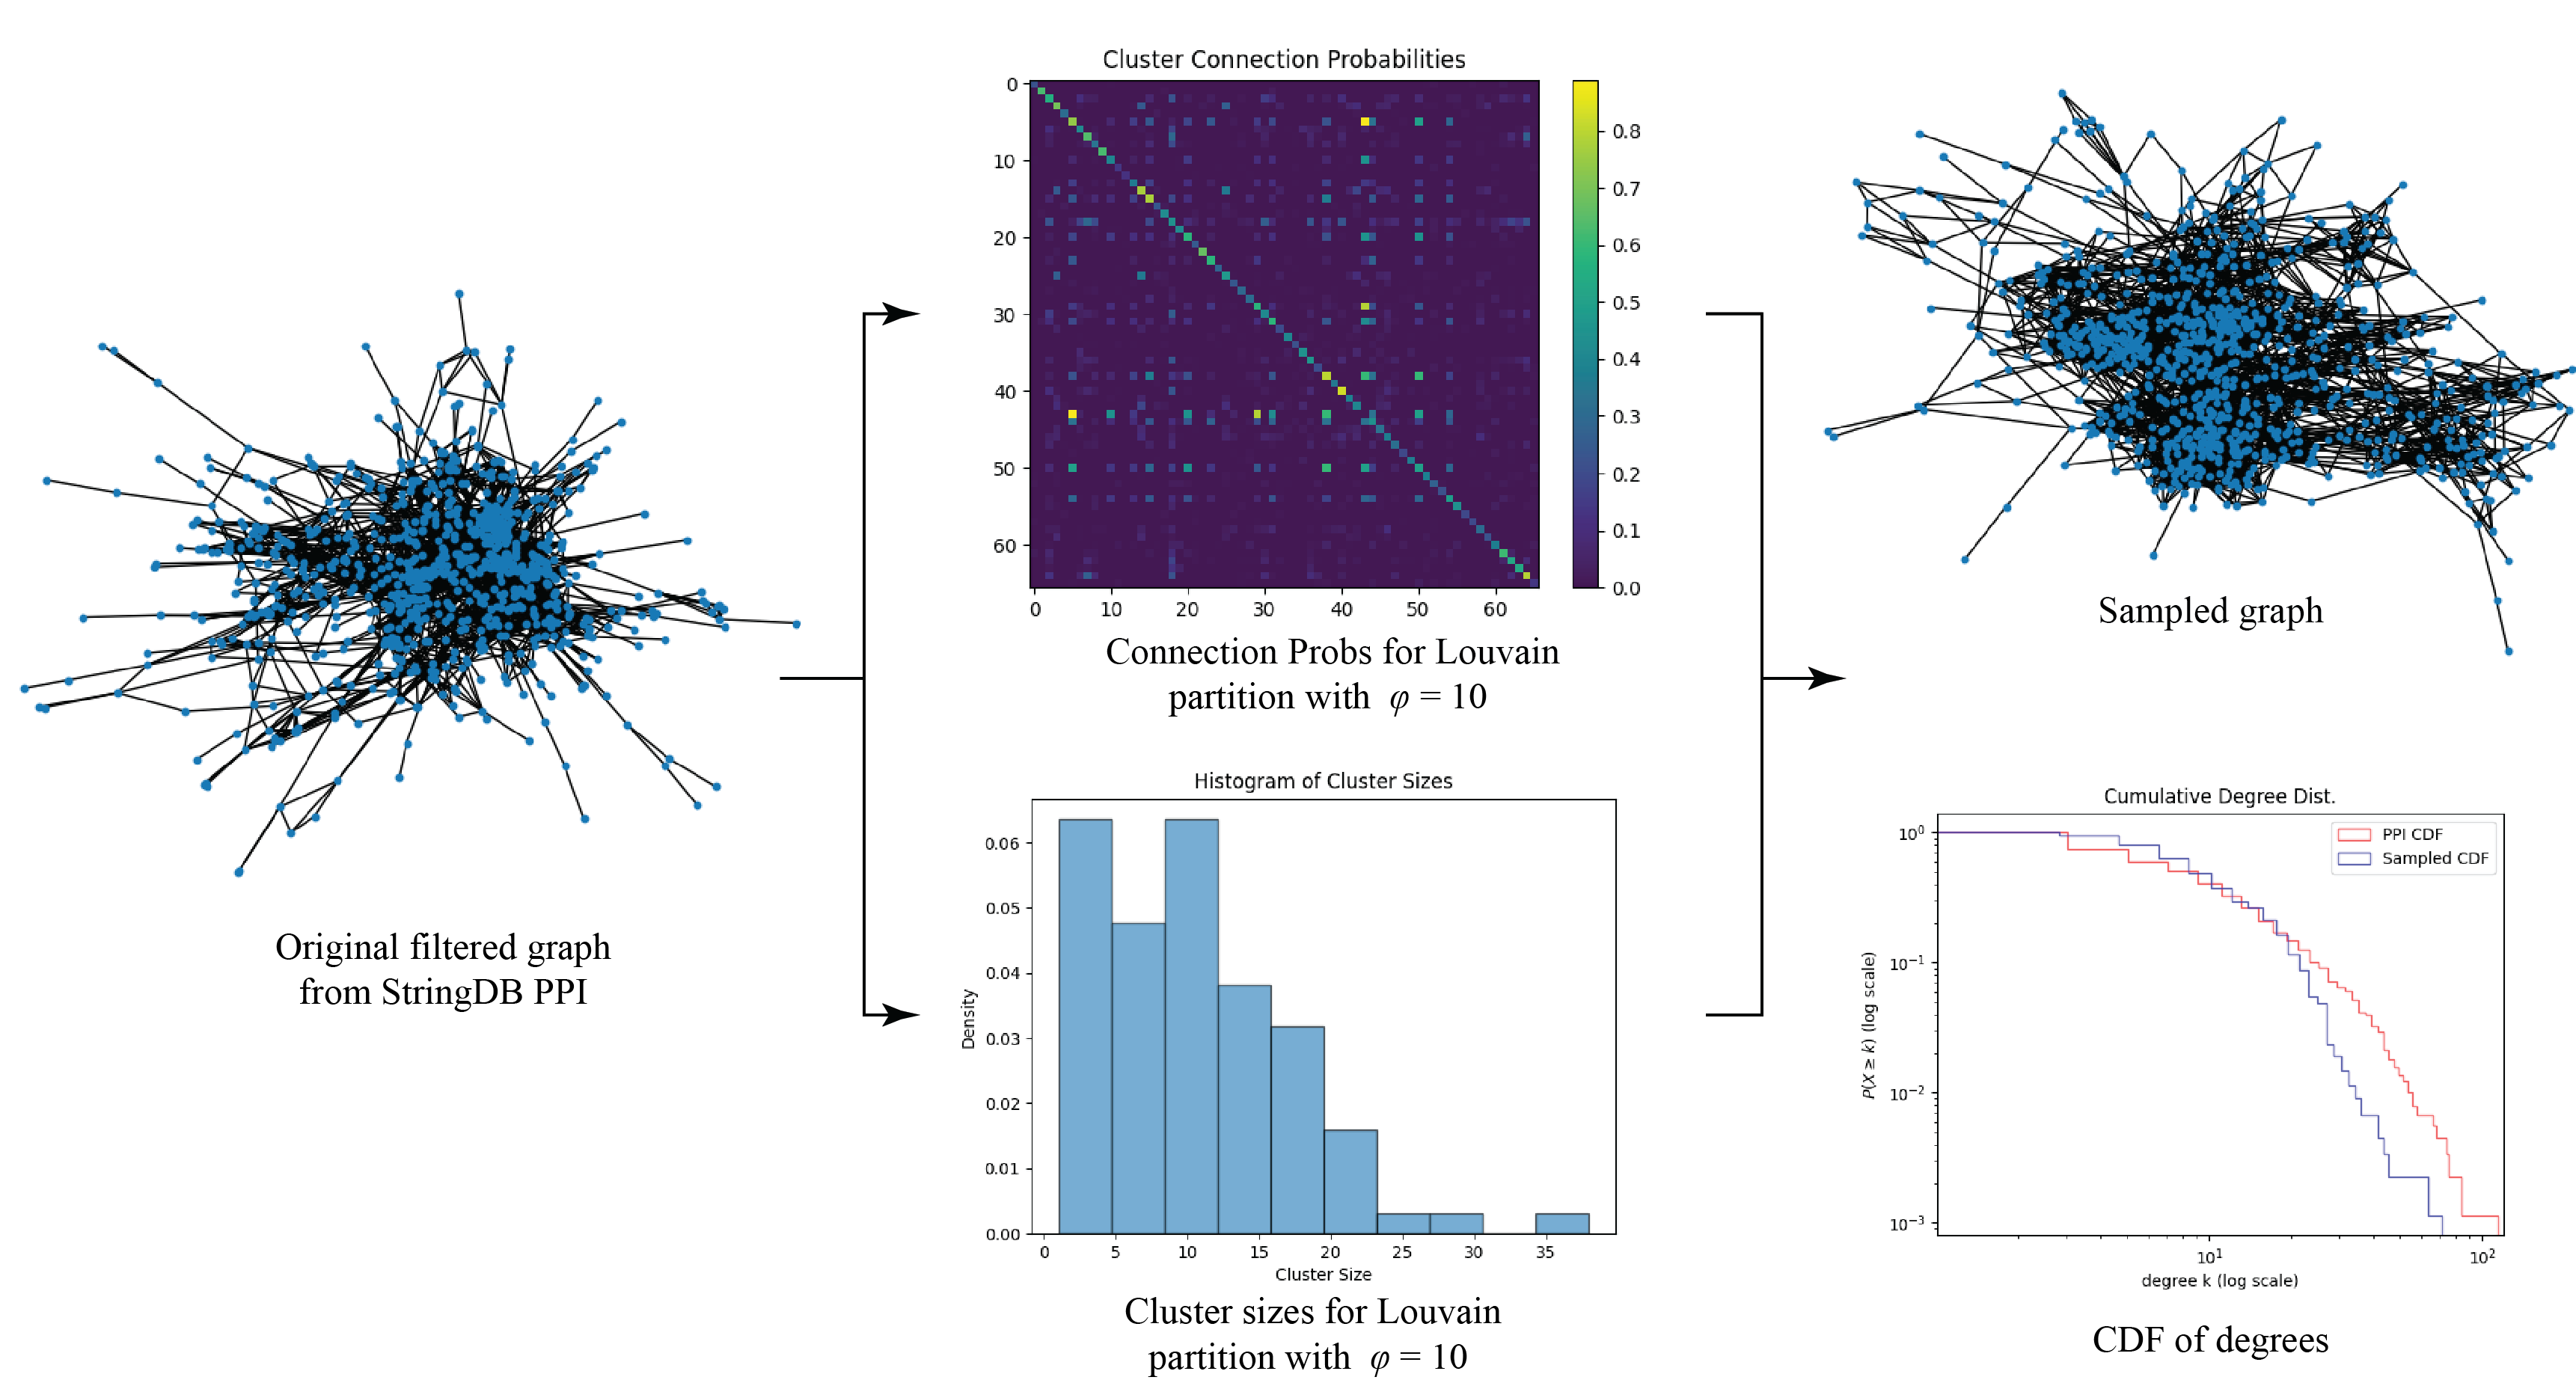 Original filtered graph
from StringDB PPI
Cluster Connection Probabilities
0
10
20
30
40
50
60
0 10 20 30 40 50 60
0.8
0.7
0.6
0.5
0.4
0.3
0.2
0.1
0.0
Connection Probs for Louvain
partition with φ = 10
Histogram of Cluster Sizes
Density
0.06
0.05
0.04
0.03
0.02
0.01
0.00
0 5 10 15 20 25 30 35
Cluster Size
Cluster sizes for Louvain
partition with φ = 10
Sampled graph
Cumulative Degree Dist.
PPI CDF
Sampled CDF
P(X ≥ k) (log scale)
10⁰
10⁻¹
10⁻²
10⁻³
10¹ 10²
degree k (log scale)
CDF of degrees